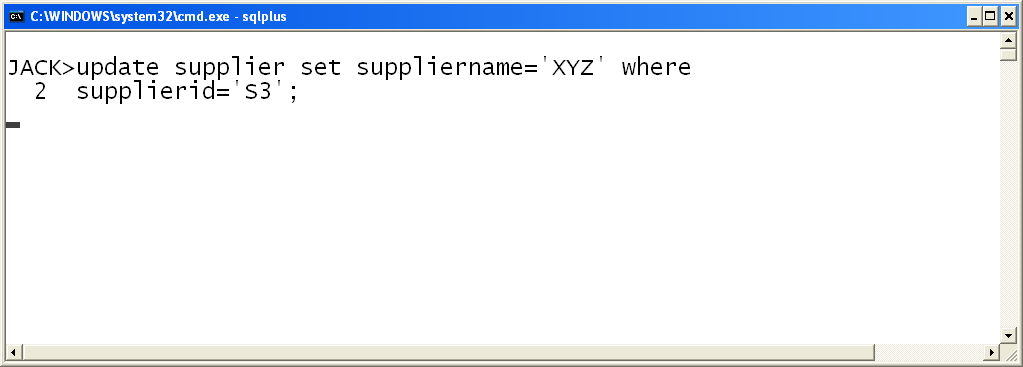 C:\WINDOWS\system32\cmd.exe - sqlplus
JACK>update supplier set suppliername='XYZ' where
  2  supplierid='S3';